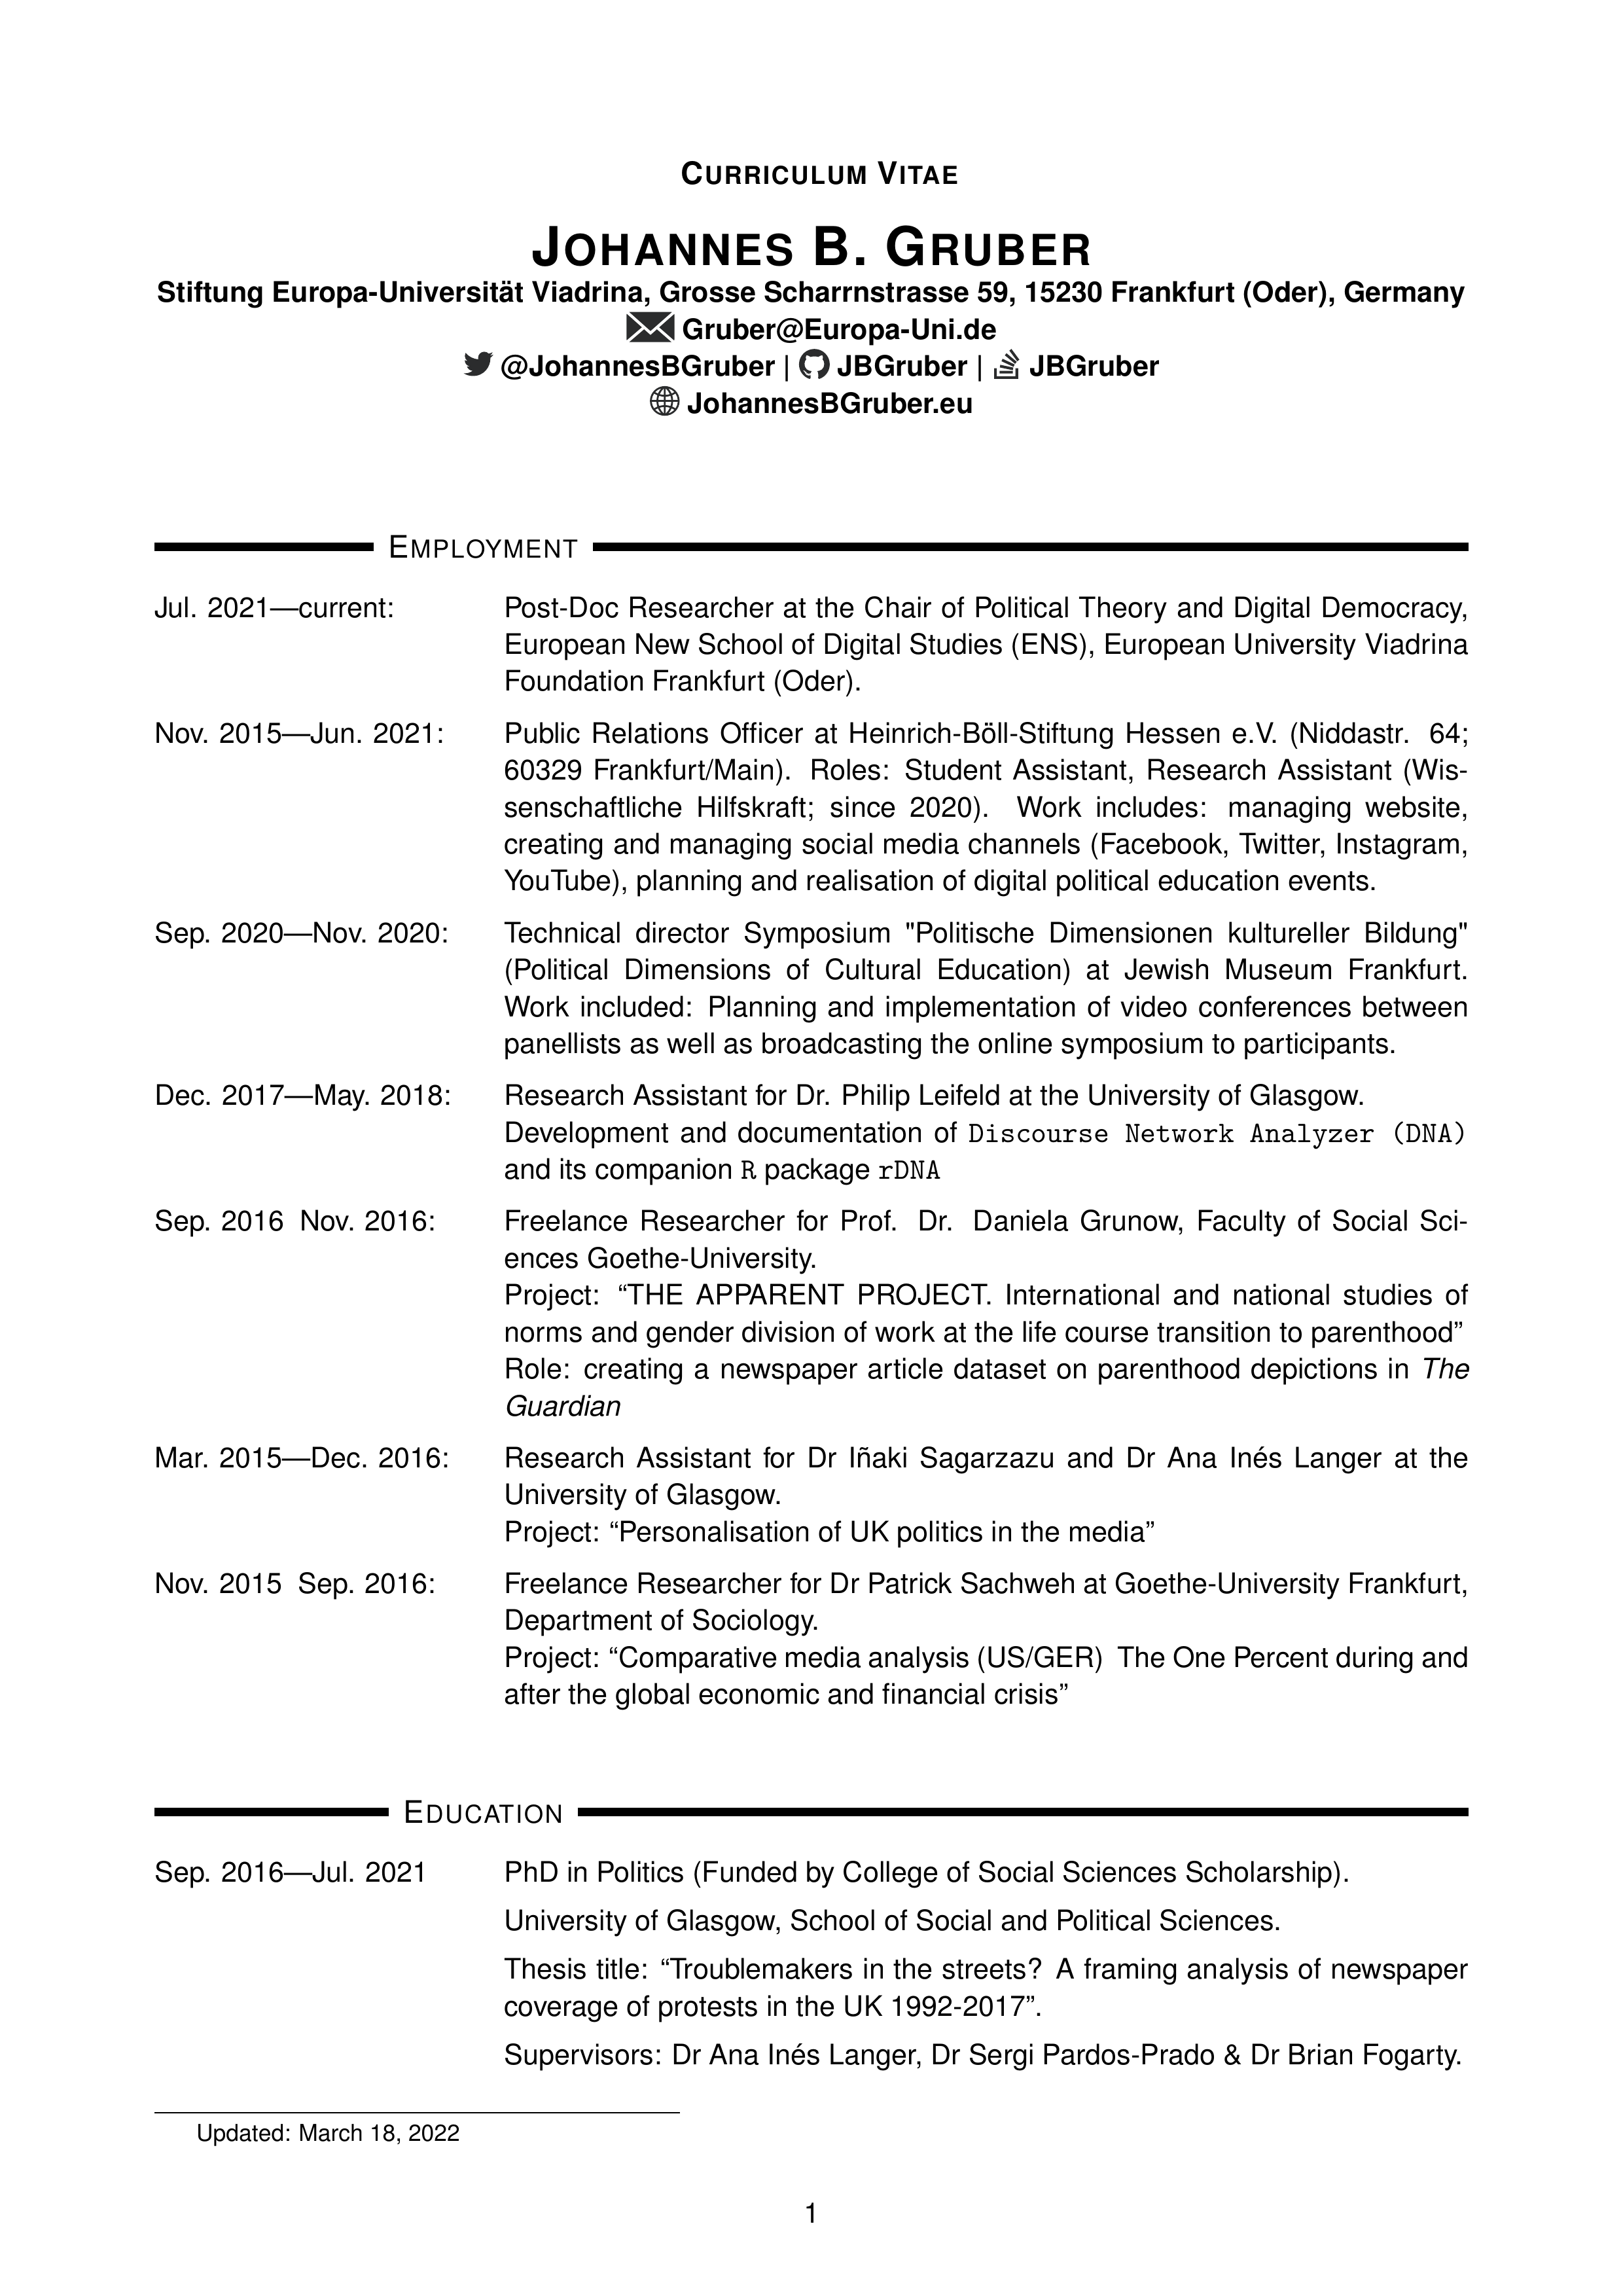 CURRICULUM VITAE
JOHANNES B. GRUBER
Stiftung Europa-Universität Viadrina, Grosse Scharrnstrasse 59, 15230 Frankfurt (Oder), Germany
Gruber@Europa-Uni.de
@JohannesBGruber | JBGruber | JBGruber
JohannesBGruber.eu
EMPLOYMENT
Jul. 2021—current: Post-Doc Researcher at the Chair of Political Theory and Digital Democracy,
European New School of Digital Studies (ENS), European University Viadrina
Foundation Frankfurt (Oder).
Nov. 2015—Jun. 2021: Public Relations Officer at Heinrich-Böll-Stiftung Hessen e.V. (Niddastr. 64;
60329 Frankfurt/Main). Roles: Student Assistant, Research Assistant (Wis-
senschaftliche Hilfskraft; since 2020). Work includes: managing website,
creating and managing social media channels (Facebook, Twitter, Instagram,
YouTube), planning and realisation of digital political education events.
Sep. 2020—Nov. 2020: Technical director Symposium "Politische Dimensionen kultureller Bildung"
(Political Dimensions of Cultural Education) at Jewish Museum Frankfurt.
Work included: Planning and implementation of video conferences between
panellists as well as broadcasting the online symposium to participants.
Dec. 2017—May. 2018: Research Assistant for Dr. Philip Leifeld at the University of Glasgow.
Development and documentation of Discourse Network Analyzer (DNA)
and its companion R package rDNA
Sep. 2016 Nov. 2016: Freelance Researcher for Prof. Dr. Daniela Grunow, Faculty of Social Sci-
ences Goethe-University.
Project: “THE APPARENT PROJECT. International and national studies of
norms and gender division of work at the life course transition to parenthood”
Role: creating a newspaper article dataset on parenthood depictions in The
Guardian
Mar. 2015—Dec. 2016: Research Assistant for Dr Iñaki Sagarzazu and Dr Ana Inés Langer at the
University of Glasgow.
Project: “Personalisation of UK politics in the media”
Nov. 2015 Sep. 2016: Freelance Researcher for Dr Patrick Sachweh at Goethe-University Frankfurt,
Department of Sociology.
Project: “Comparative media analysis (US/GER) The One Percent during and
after the global economic and financial crisis”
EDUCATION
Sep. 2016—Jul. 2021 PhD in Politics (Funded by College of Social Sciences Scholarship).
University of Glasgow, School of Social and Political Sciences.
Thesis title: “Troublemakers in the streets? A framing analysis of newspaper
coverage of protests in the UK 1992-2017”.
Supervisors: Dr Ana Inés Langer, Dr Sergi Pardos-Prado & Dr Brian Fogarty.
Updated: March 18, 2022
1